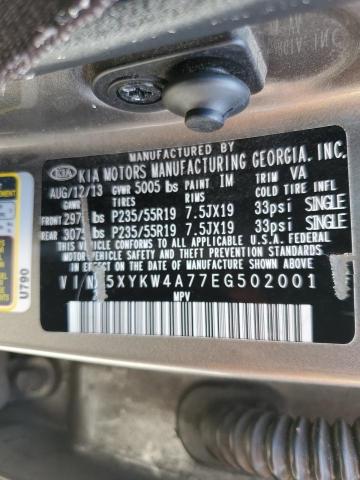 MANUFACTURED BY
KIA KIA MOTORS MANUFACTURING GEORGIA, INC.
AUG/12/13 GVWR 5005 lbs PAINT IM TRIM VA
GAWR TIRES RIMS COLD
FRONT lbs P235/55R19 7.5JX19 33psi SINGLE
REAR 3075 lbs P235/55R19 7.5JX19 33psi SINGLE
THIS VEHICLE CONFORMS TO ALL APPLICABLE U.S.A. FEDERAL
MOTOR VEHICLE SAFETY AND THEFT PREVENTION STANDARDS
IN EFFECT ON THE DATE OF MANUFACTURE SHOWN ABOVE.
VIN: 5XYKW4A77EG502001
MPV
U790